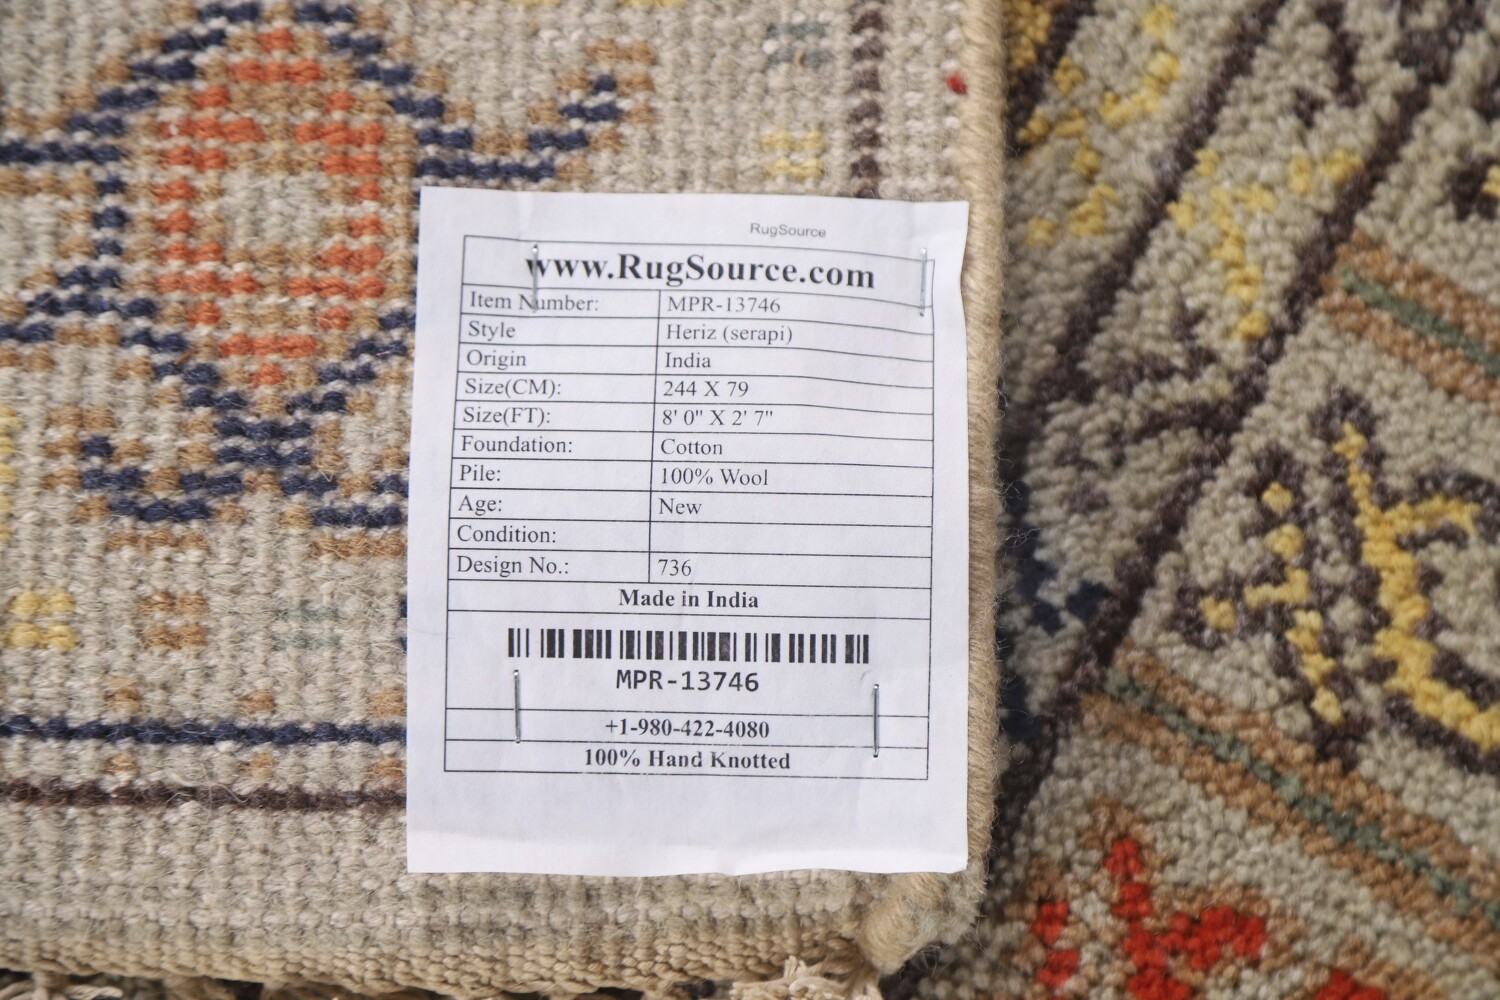 RugSource
www.RugSource.com
Item Number: MPR-13746
Style Heriz (serapi)
Origin India
Size(CM): 244 X 79
Size(FT): 8' 0" X 2' 7"
Foundation: Cotton
Pile: 100% Wool
Age: New
Condition:
Design No.: 736
Made in India
MPR-13746
+1-980-422-4080
100% Hand Knotted